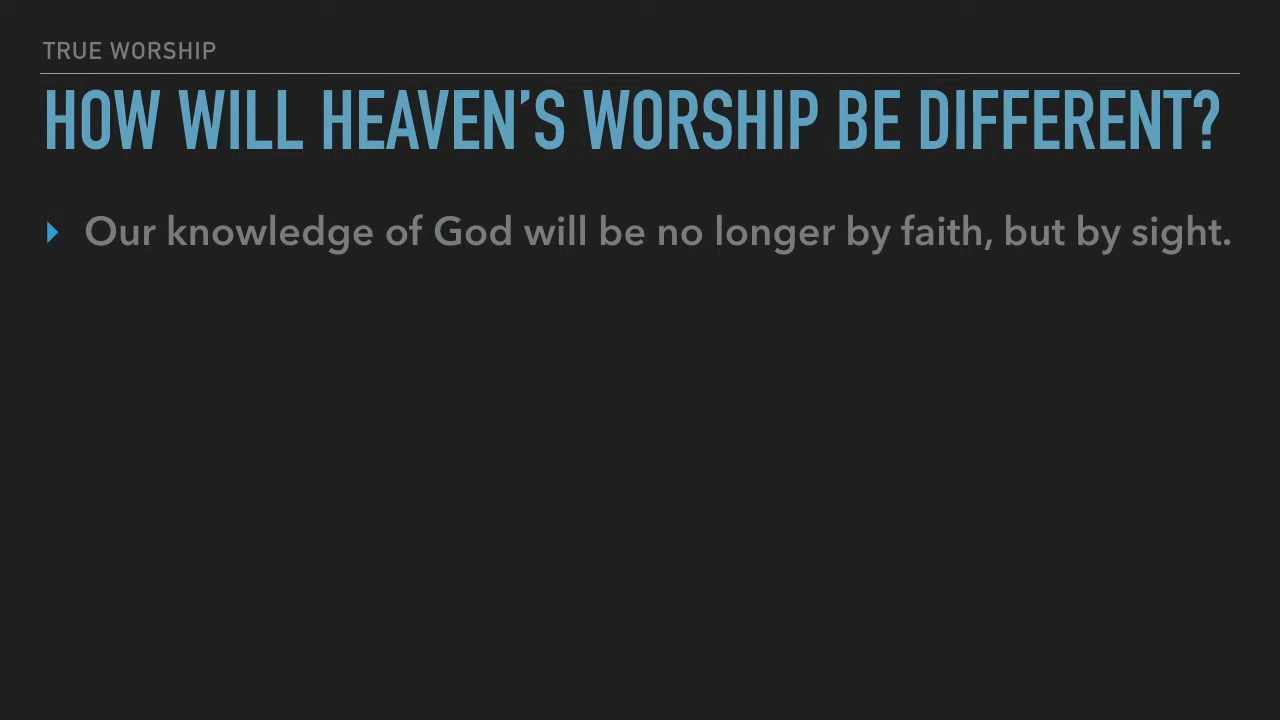 TRUE WORSHIP
HOW WILL HEAVEN’S WORSHIP BE DIFFERENT?
Our knowledge of God will be no longer by faith, but by sight.